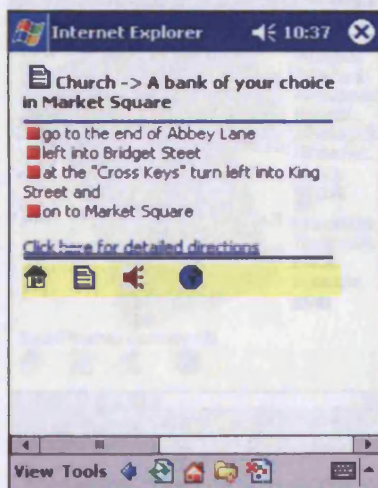 Internet Explorer 10:37
Church -> A bank of your choice
in Market Square
go to the end of Abbey Lane
left into Bridget Steet
at the "Cross Keys" turn left into King
Street and
on to Market Square
Click here for detailed directions
View Tools